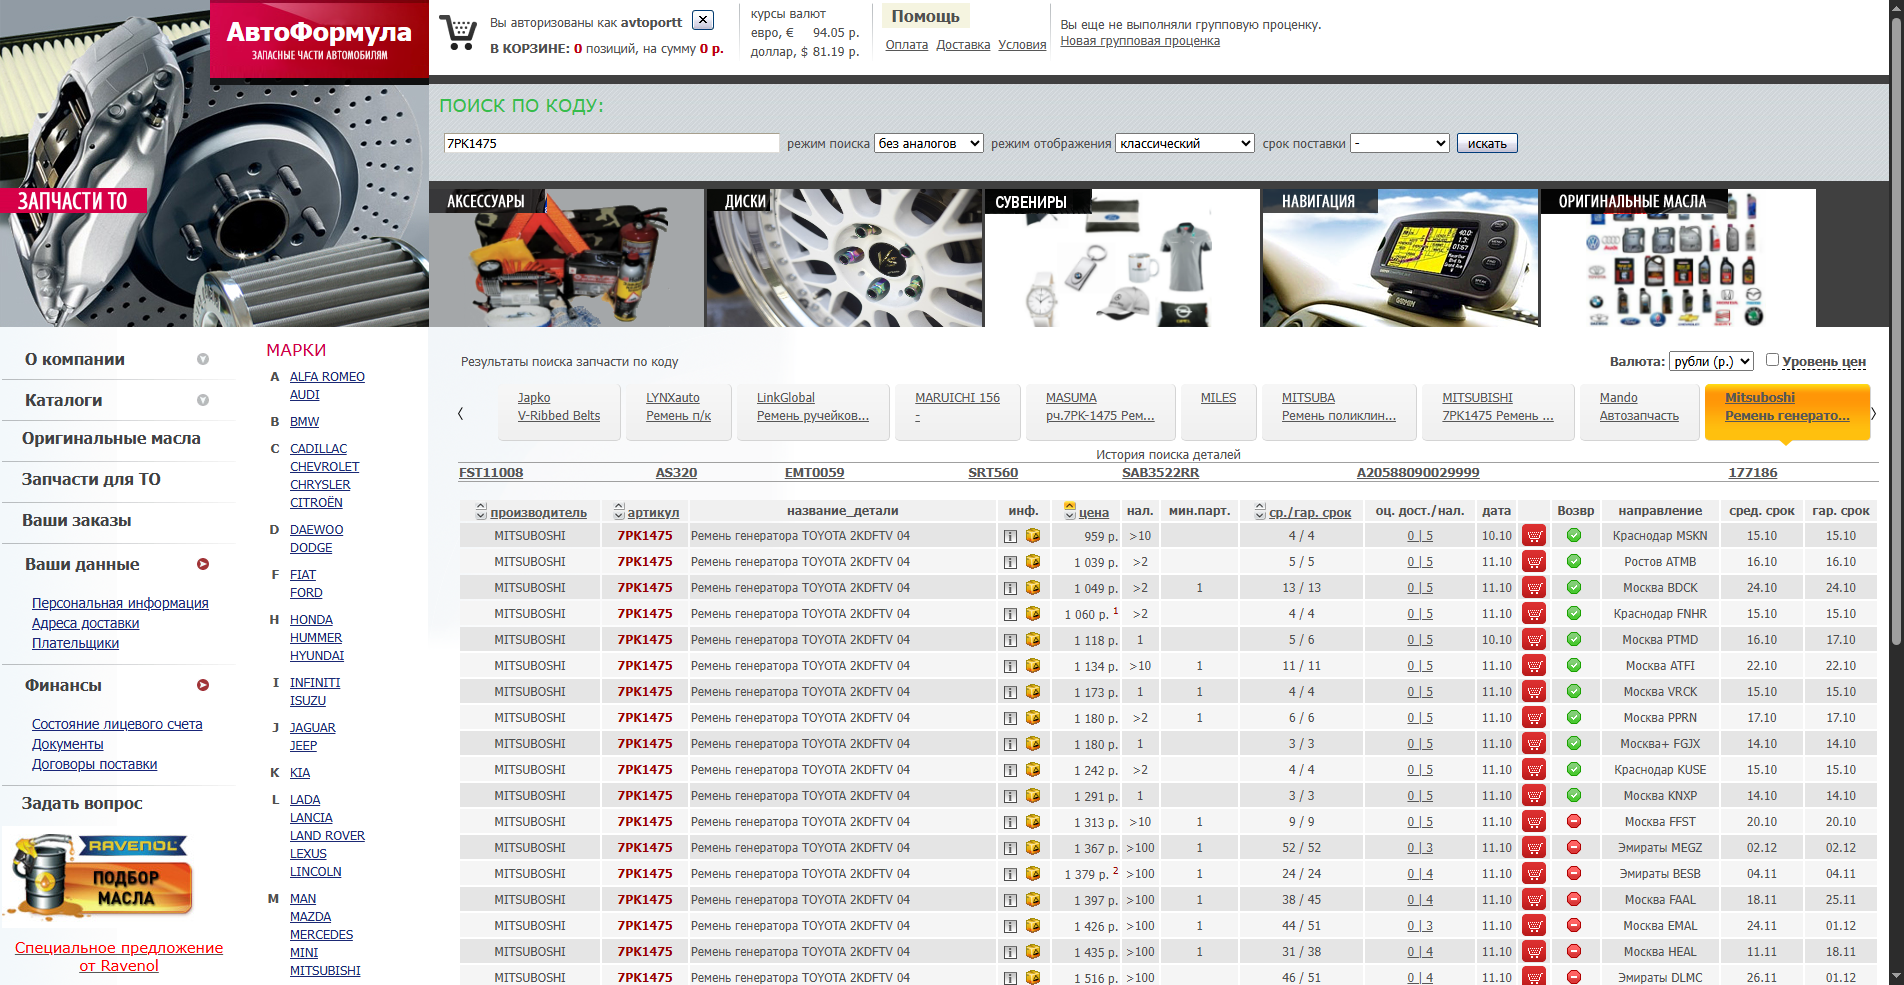 АвтоФормула
ЗАПАСНЫЕ ЧАСТИ АВТОМОБИЛЯМ
Вы авторизованы как avtoportt
В КОРЗИНЕ: 0 позиций, на сумму 0 р.
курсы валют
евро, € 94.05 р.
доллар, $ 81.19 р.
Помощь
Оплата Доставка Условия
Вы еще не выполняли групповую проценку.
Новая групповая проценка
ПОИСК ПО КОДУ:
7PK1475 режим поиска без аналогов режим отображения классический срок поставки - искать
ЗАПЧАСТИ ТО
АКСЕССУАРЫ
ДИСКИ
СУВЕНИРЫ
НАВИГАЦИЯ
ОРИГИНАЛЬНЫЕ МАСЛА
О компании
Каталоги
Оригинальные масла
Запчасти для ТО
Ваши заказы
Ваши данные
Персональная информация
Адреса доставки
Плательщики
Финансы
Состояние лицевого счета
Документы
Договоры поставки
Задать вопрос
RAVENOL
ПОДБОР
МАСЛА
Специальное предложение
от Ravenol
МАРКИ
A ALFA ROMEO
AUDI
B BMW
C CADILLAC
CHEVROLET
CHRYSLER
CITROËN
D DAEWOO
DODGE
F FIAT
FORD
H HONDA
HUMMER
HYUNDAI
I INFINITI
ISUZU
J JAGUAR
JEEP
K KIA
L LADA
LANCIA
LAND ROVER
LEXUS
LINCOLN
M MAN
MAZDA
MERCEDES
MINI
MITSUBISHI
Результаты поиска запчасти по коду
Валюта: рубли (р.) Уровень цен
Japko
V-Ribbed Belts
LYNXauto
Ремень п/к
LinkGlobal
Ремень ручейков...
MARUICHI 156
-
MASUMA
рч.7РК-1475 Рем...
MILES
MITSUBA
Ремень поликлин...
MITSUBISHI
7PK1475 Ремень ...
Mando
Автозапчасть
Mitsuboshi
Ремень генерато...
История поиска деталей
FST11008 AS320 EMT0059 SRT560 SAB3522RR A20588090029999 177186
производитель артикул название_детали инф. цена нал. мин.парт. ср./гар. срок оц. дост./нал. дата Возвр направление сред. срок гар. срок
MITSUBOSHI 7PK1475 Ремень генератора TOYOTA 2KDFTV 04 959 р. >10 4 / 4 0 | 5 10.10 Краснодар MSKN 15.10 15.10
MITSUBOSHI 7PK1475 Ремень генератора TOYOTA 2KDFTV 04 1 039 р. >2 5 / 5 0 | 5 11.10 Ростов ATMB 16.10 16.10
MITSUBOSHI 7PK1475 Ремень генератора TOYOTA 2KDFTV 04 1 049 р. >2 1 13 / 13 0 | 5 11.10 Москва BDCK 24.10 24.10
MITSUBOSHI 7PK1475 Ремень генератора TOYOTA 2KDFTV 04 1 060 р. 1 >2 4 / 4 0 | 5 11.10 Краснодар FNHR 15.10 15.10
MITSUBOSHI 7PK1475 Ремень генератора TOYOTA 2KDFTV 04 1 118 р. 1 5 / 6 0 | 5 10.10 Москва PTMD 16.10 17.10
MITSUBOSHI 7PK1475 Ремень генератора TOYOTA 2KDFTV 04 1 134 р. >10 1 11 / 11 0 | 5 11.10 Москва ATFI 22.10 22.10
MITSUBOSHI 7PK1475 Ремень генератора TOYOTA 2KDFTV 04 1 173 р. 1 1 4 / 4 0 | 5 11.10 Москва VRCK 15.10 15.10
MITSUBOSHI 7PK1475 Ремень генератора TOYOTA 2KDFTV 04 1 180 р. >2 1 6 / 6 0 | 5 11.10 Москва PPRN 17.10 17.10
MITSUBOSHI 7PK1475 Ремень генератора TOYOTA 2KDFTV 04 1 180 р. 1 3 / 3 0 | 5 11.10 Москва+ FGJX 14.10 14.10
MITSUBOSHI 7PK1475 Ремень генератора TOYOTA 2KDFTV 04 1 242 р. >2 4 / 4 0 | 5 11.10 Краснодар KUSE 15.10 15.10
MITSUBOSHI 7PK1475 Ремень генератора TOYOTA 2KDFTV 04 1 291 р. 1 3 / 3 0 | 5 11.10 Москва KNXP 14.10 14.10
MITSUBOSHI 7PK1475 Ремень генератора TOYOTA 2KDFTV 04 1 313 р. >10 1 9 / 9 0 | 5 11.10 Москва FFST 20.10 20.10
MITSUBOSHI 7PK1475 Ремень генератора TOYOTA 2KDFTV 04 1 367 р. >100 1 52 / 52 0 | 3 11.10 Эмираты MEGZ 02.12 02.12
MITSUBOSHI 7PK1475 Ремень генератора TOYOTA 2KDFTV 04 1 379 р. 2 >100 1 24 / 24 0 | 4 11.10 Эмираты BESB 04.11 04.11
MITSUBOSHI 7PK1475 Ремень генератора TOYOTA 2KDFTV 04 1 397 р. >100 1 38 / 45 0 | 4 11.10 Москва FAAL 18.11 25.11
MITSUBOSHI 7PK1475 Ремень генератора TOYOTA 2KDFTV 04 1 426 р. >100 1 44 / 51 0 | 3 11.10 Москва EMAL 24.11 01.12
MITSUBOSHI 7PK1475 Ремень генератора TOYOTA 2KDFTV 04 1 435 р. >100 1 31 / 38 0 | 4 11.10 Москва HEAL 11.11 18.11
MITSUBOSHI 7PK1475 Ремень генератора TOYOTA 2KDFTV 04 1 516 р. >100 46 / 51 0 | 4 11.10 Эмираты DLMC 26.11 01.12